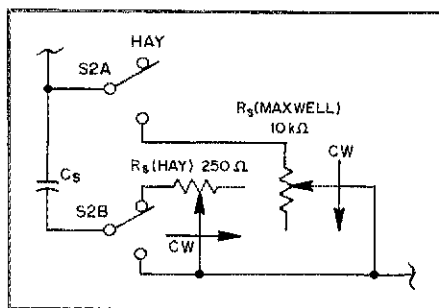 HAY
S2A
Rs (MAXWELL)
10kΩ
CW
Rs (HAY) 250 Ω
Cs
S2B
CW